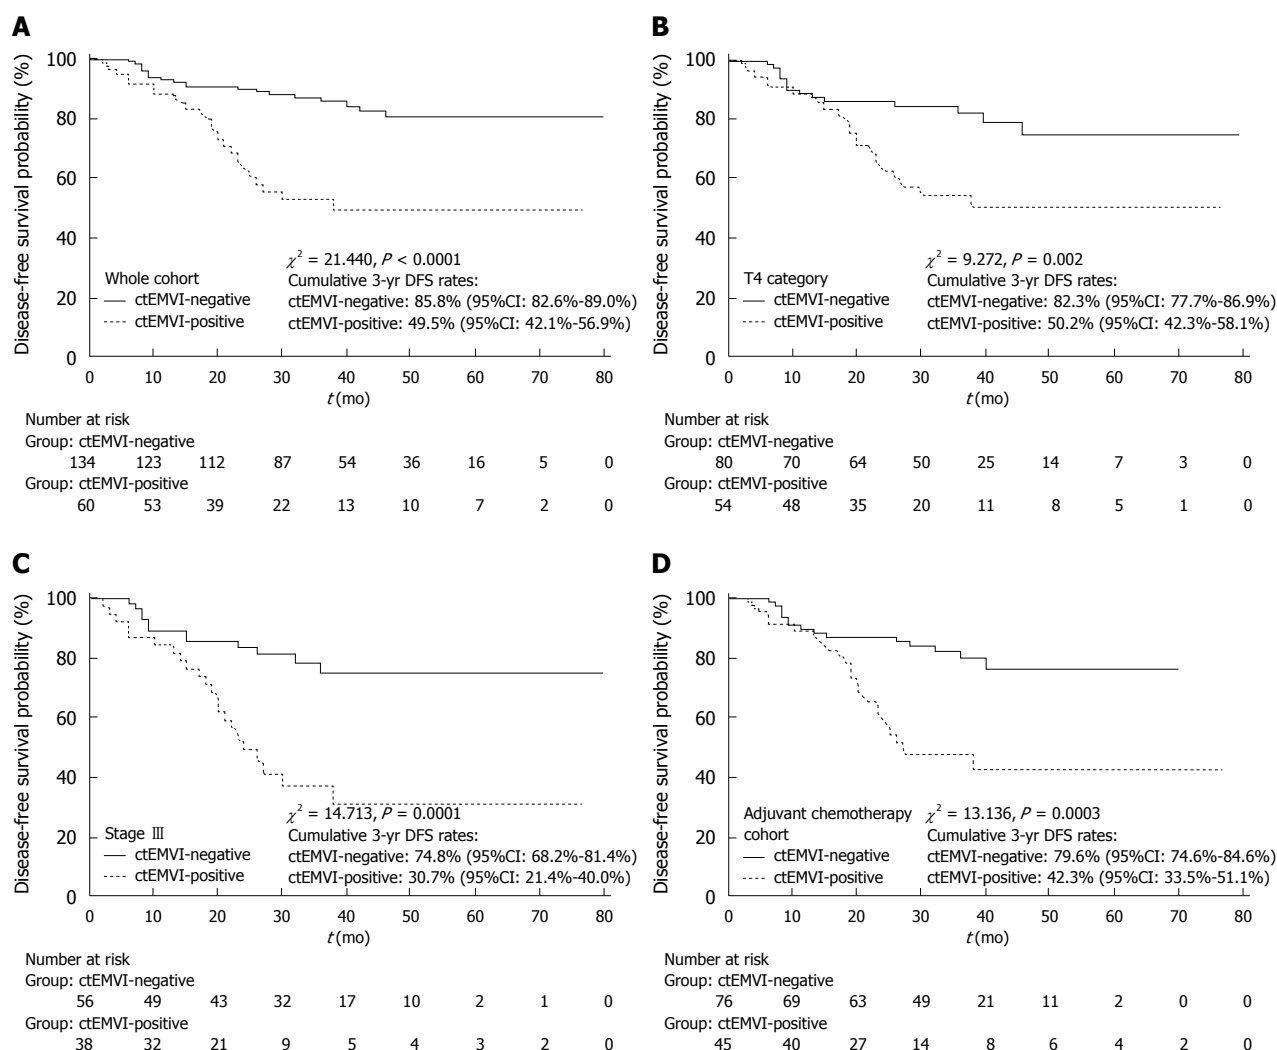 A
Disease-free survival probability (%)
100
80
60
40
20
0
χ² = 21.440, P < 0.0001
Whole cohort
Cumulative 3-yr DFS rates:
ctEMVI-negative
ctEMVI-negative: 85.8% (95%CI: 82.6%-89.0%)
ctEMVI-positive
ctEMVI-positive: 49.5% (95%CI: 42.1%-56.9%)
0 10 20 30 40 50 60 70 80
t (mo)
Number at risk
Group: ctEMVI-negative
134 123 112 87 54 36 16 5 0
Group: ctEMVI-positive
60 53 39 22 13 10 7 2 0
B
Disease-free survival probability (%)
100
80
60
40
20
0
χ² = 9.272, P = 0.002
T4 category
Cumulative 3-yr DFS rates:
ctEMVI-negative
ctEMVI-negative: 82.3% (95%CI: 77.7%-86.9%)
ctEMVI-positive
ctEMVI-positive: 50.2% (95%CI: 42.3%-58.1%)
0 10 20 30 40 50 60 70 80
t (mo)
Number at risk
Group: ctEMVI-negative
80 70 64 50 25 14 7 3 0
Group: ctEMVI-positive
54 48 35 20 11 8 5 1 0
C
Disease-free survival probability (%)
100
80
60
40
20
0
χ² = 14.713, P = 0.0001
Stage Ⅲ
Cumulative 3-yr DFS rates:
ctEMVI-negative
ctEMVI-negative: 74.8% (95%CI: 68.2%-81.4%)
ctEMVI-positive
ctEMVI-positive: 30.7% (95%CI: 21.4%-40.0%)
0 10 20 30 40 50 60 70 80
t (mo)
Number at risk
Group: ctEMVI-negative
56 49 43 32 17 10 2 1 0
Group: ctEMVI-positive
38 32 21 9 5 4 3 2 0
D
Disease-free survival probability (%)
100
80
60
40
20
0
Adjuvant chemotherapy
cohort
χ² = 13.136, P = 0.0003
Cumulative 3-yr DFS rates:
ctEMVI-negative
ctEMVI-negative: 79.6% (95%CI: 74.6%-84.6%)
ctEMVI-positive
ctEMVI-positive: 42.3% (95%CI: 33.5%-51.1%)
0 10 20 30 40 50 60 70 80
t (mo)
Number at risk
Group: ctEMVI-negative
76 69 63 49 21 11 2 0 0
Group: ctEMVI-positive
45 40 27 14 8 6 4 2 0